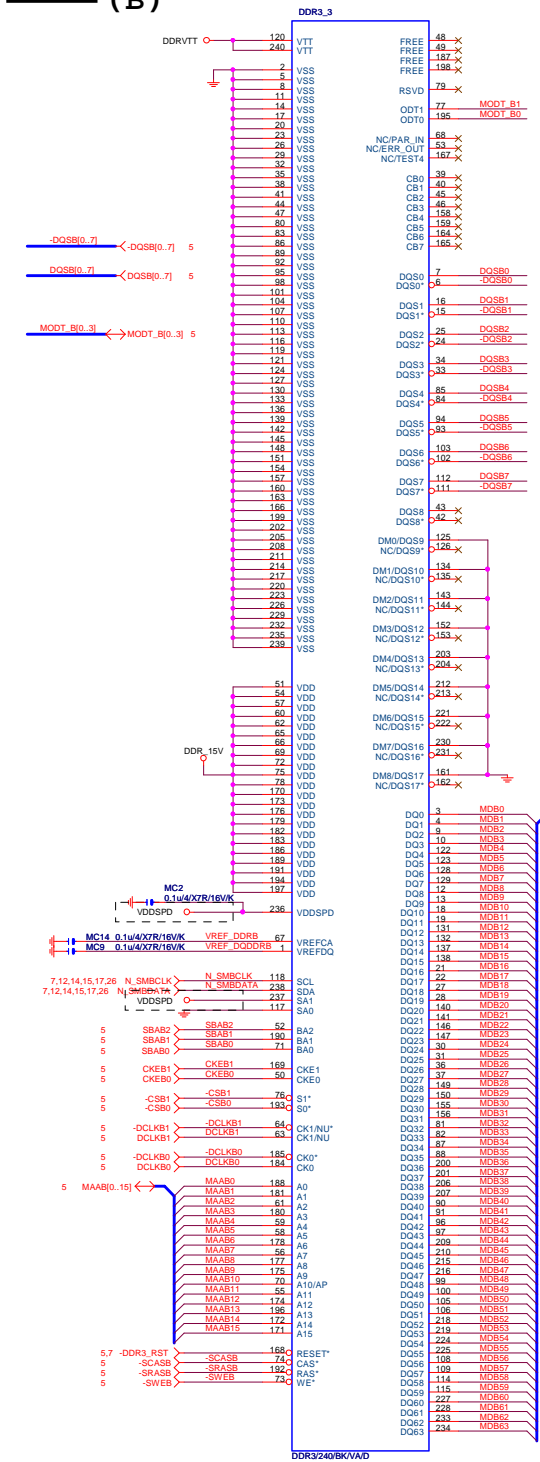 (B)
DDR3_3
DDRVTT
120 VTT
240 VTT
2 VSS
5 VSS
8 VSS
11 VSS
14 VSS
17 VSS
20 VSS
23 VSS
26 VSS
29 VSS
32 VSS
35 VSS
38 VSS
41 VSS
44 VSS
47 VSS
80 VSS
83 VSS
-DQSB[0..7] -DQSB[0..7] 5
86 VSS
89 VSS
92 VSS
DQSB[0..7] DQSB[0..7] 5
95 VSS
98 VSS
101 VSS
104 VSS
107 VSS
110 VSS
MODT_B[0..3] MODT_B[0..3] 5
113 VSS
116 VSS
119 VSS
121 VSS
124 VSS
127 VSS
130 VSS
133 VSS
136 VSS
139 VSS
142 VSS
145 VSS
148 VSS
151 VSS
154 VSS
157 VSS
160 VSS
163 VSS
166 VSS
199 VSS
202 VSS
205 VSS
208 VSS
211 VSS
214 VSS
217 VSS
220 VSS
223 VSS
226 VSS
229 VSS
232 VSS
235 VSS
239 VSS
51 VDD
54 VDD
57 VDD
60 VDD
62 VDD
65 VDD
66 VDD
DDR_15V
69 VDD
72 VDD
75 VDD
78 VDD
170 VDD
173 VDD
176 VDD
179 VDD
182 VDD
183 VDD
186 VDD
189 VDD
191 VDD
194 VDD
197 VDD
MC2
0.1u/4/X7R/16V/K
VDDSPD 236 VDDSPD
MC14 0.1u/4/X7R/16V/K VREF_DDRB 67 VREFCA
MC9 0.1u/4/X7R/16V/K VREF_DQDDRB 1 VREFDQ
7,12,14,15,17,26 N_SMBCLK N_SMBCLK 118 SCL
7,12,14,15,17,26 N_SMBDATA N_SMBDATA 238 SDA
VDDSPD 237 SA1
117 SA0
5 SBAB2 SBAB2 52 BA2
5 SBAB1 SBAB1 190 BA1
5 SBAB0 SBAB0 71 BA0
5 CKEB1 CKEB1 169 CKE1
5 CKEB0 CKEB0 50 CKE0
5 -CSB1 -CSB1 76 S1*
5 -CSB0 -CSB0 193 S0*
5 -DCLKB1 -DCLKB1 64 CK1/NU*
5 DCLKB1 DCLKB1 63 CK1/NU
5 -DCLKB0 -DCLKB0 185 CK0*
5 DCLKB0 DCLKB0 184 CK0
5 MAAB[0..15]
MAAB0 188 A0
MAAB1 181 A1
MAAB2 61 A2
MAAB3 180 A3
MAAB4 59 A4
MAAB5 58 A5
MAAB6 178 A6
MAAB7 56 A7
MAAB8 177 A8
MAAB9 175 A9
MAAB10 70 A10/AP
MAAB11 55 A11
MAAB12 174 A12
MAAB13 196 A13
MAAB14 172 A14
MAAB15 171 A15
5,7 -DDR3_RST 168 RESET*
5 -SCASB -SCASB 74 CAS*
5 -SRASB -SRASB 192 RAS*
5 -SWEB -SWEB 73 WE*
FREE 48
FREE 49
FREE 187
FREE 198
RSVD 79
ODT1 77 MODT_B1
ODT0 195 MODT_B0
NC/PAR_IN 68
NC/ERR_OUT 53
NC/TEST4 167
CB0 39
CB1 40
CB2 45
CB3 46
CB4 158
CB5 159
CB6 164
CB7 165
DQS0 7 DQSB0
DQS0* 6 -DQSB0
DQS1 16 DQSB1
DQS1* 15 -DQSB1
DQS2 25 DQSB2
DQS2* 24 -DQSB2
DQS3 34 DQSB3
DQS3* 33 -DQSB3
DQS4 85 DQSB4
DQS4* 84 -DQSB4
DQS5 94 DQSB5
DQS5* 93 -DQSB5
DQS6 103 DQSB6
DQS6* 102 -DQSB6
DQS7 112 DQSB7
DQS7* 111 -DQSB7
DQS8 43
DQS8* 42
DM0/DQS9 125
NC/DQS9* 126
DM1/DQS10 134
NC/DQS10* 135
DM2/DQS11 143
NC/DQS11* 144
DM3/DQS12 152
NC/DQS12* 153
DM4/DQS13 203
NC/DQS13* 204
DM5/DQS14 212
NC/DQS14* 213
DM6/DQS15 221
NC/DQS15* 222
DM7/DQS16 230
NC/DQS16* 231
DM8/DQS17 161
NC/DQS17* 162
DQ0 3 MDB0
DQ1 4 MDB1
DQ2 9 MDB2
DQ3 10 MDB3
DQ4 122 MDB4
DQ5 123 MDB5
DQ6 128 MDB6
DQ7 129 MDB7
DQ8 12 MDB8
DQ9 13 MDB9
DQ10 18 MDB10
DQ11 19 MDB11
DQ12 131 MDB12
DQ13 132 MDB13
DQ14 137 MDB14
DQ15 138 MDB15
DQ16 21 MDB16
DQ17 22 MDB17
DQ18 27 MDB18
DQ19 28 MDB19
DQ20 140 MDB20
DQ21 141 MDB21
DQ22 146 MDB22
DQ23 147 MDB23
DQ24 30 MDB24
DQ25 31 MDB25
DQ26 36 MDB26
DQ27 37 MDB27
DQ28 149 MDB28
DQ29 150 MDB29
DQ30 155 MDB30
DQ31 156 MDB31
DQ32 81 MDB32
DQ33 82 MDB33
DQ34 87 MDB34
DQ35 88 MDB35
DQ36 200 MDB36
DQ37 201 MDB37
DQ38 206 MDB38
DQ39 207 MDB39
DQ40 90 MDB40
DQ41 91 MDB41
DQ42 96 MDB42
DQ43 97 MDB43
DQ44 209 MDB44
DQ45 210 MDB45
DQ46 215 MDB46
DQ47 216 MDB47
DQ48 99 MDB48
DQ49 100 MDB49
DQ50 105 MDB50
DQ51 106 MDB51
DQ52 218 MDB52
DQ53 219 MDB53
DQ54 224 MDB54
DQ55 225 MDB55
DQ56 108 MDB56
DQ57 109 MDB57
DQ58 114 MDB58
DQ59 115 MDB59
DQ60 227 MDB60
DQ61 228 MDB61
DQ62 233 MDB62
DQ63 234 MDB63
DDR3/240/BK/VA/D